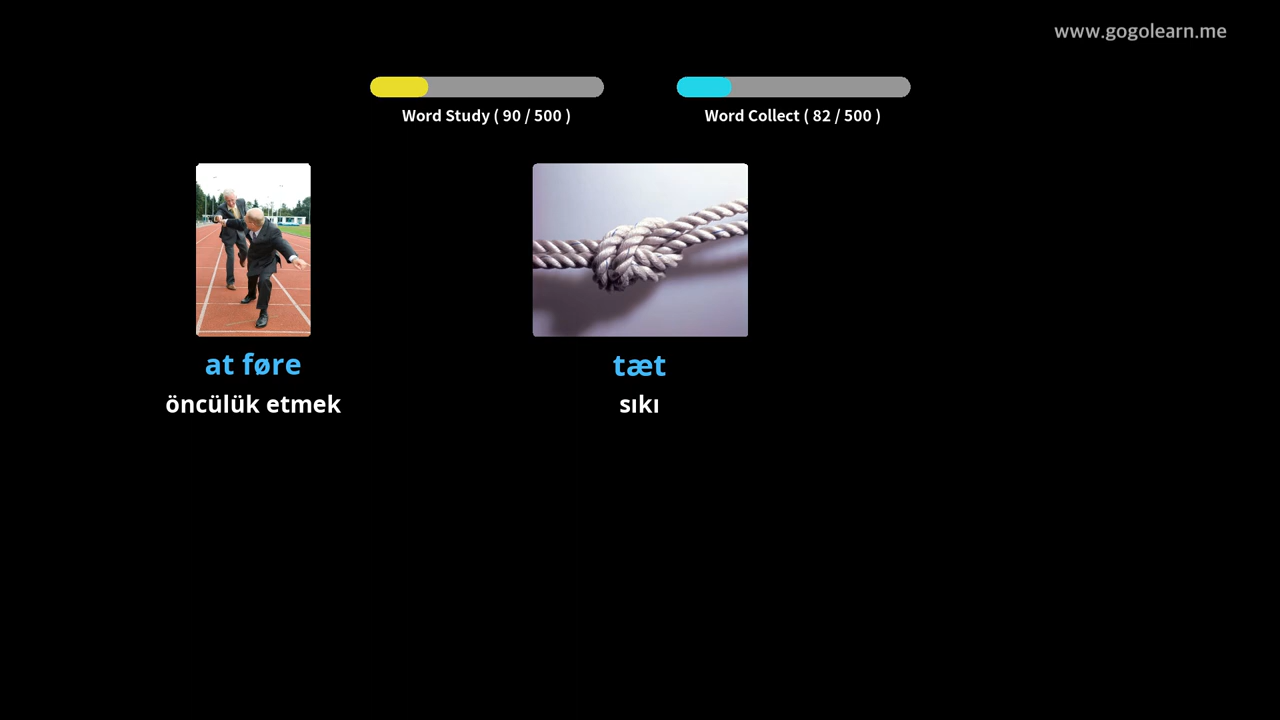 www.gogolearn.me
Word Study ( 90 / 500 )
Word Collect ( 82 / 500 )
at føre
öncülük etmek
tæt
sıkı